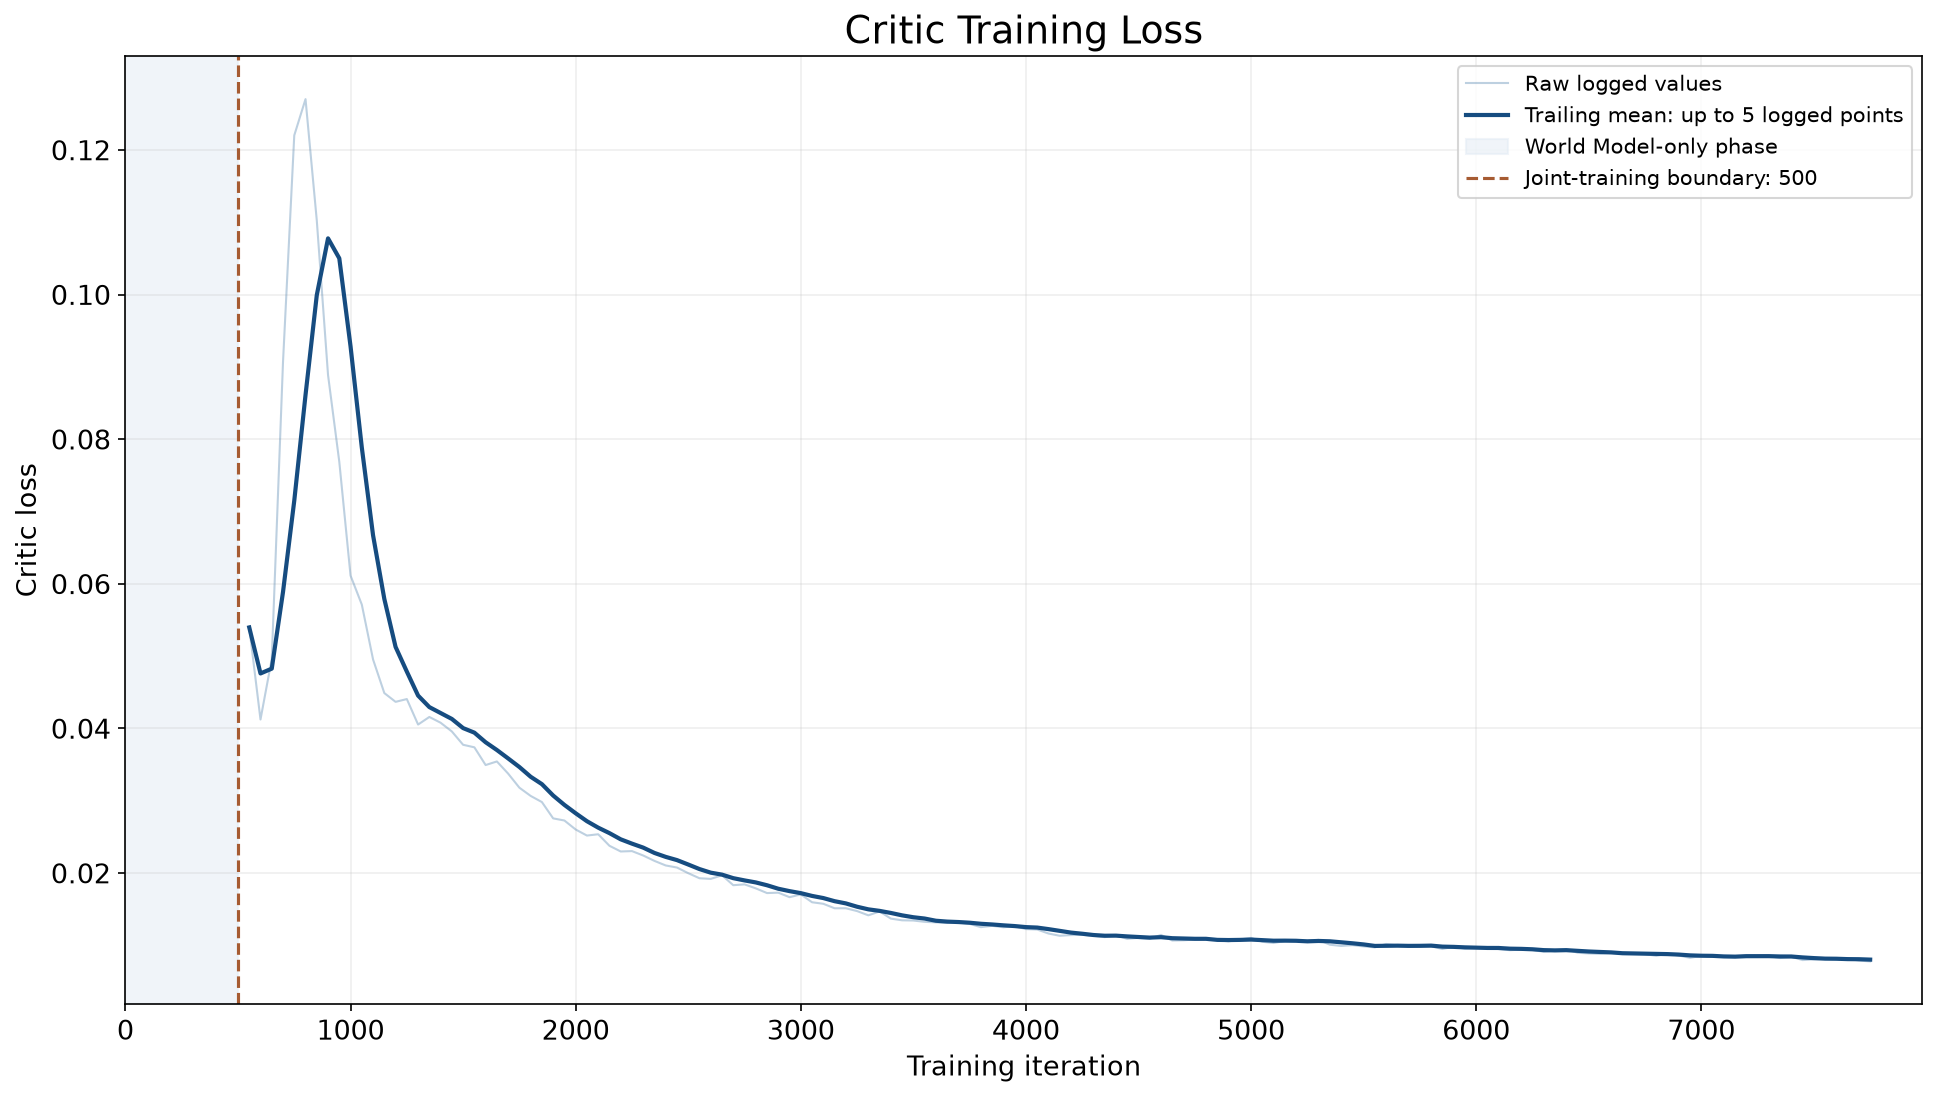 Critic Training Loss
Raw logged values
Trailing mean: up to 5 logged points
World Model-only phase
Joint-training boundary: 500
Critic loss
0.12
0.10
0.08
0.06
0.04
0.02
0 1000 2000 3000 4000 5000 6000 7000
Training iteration